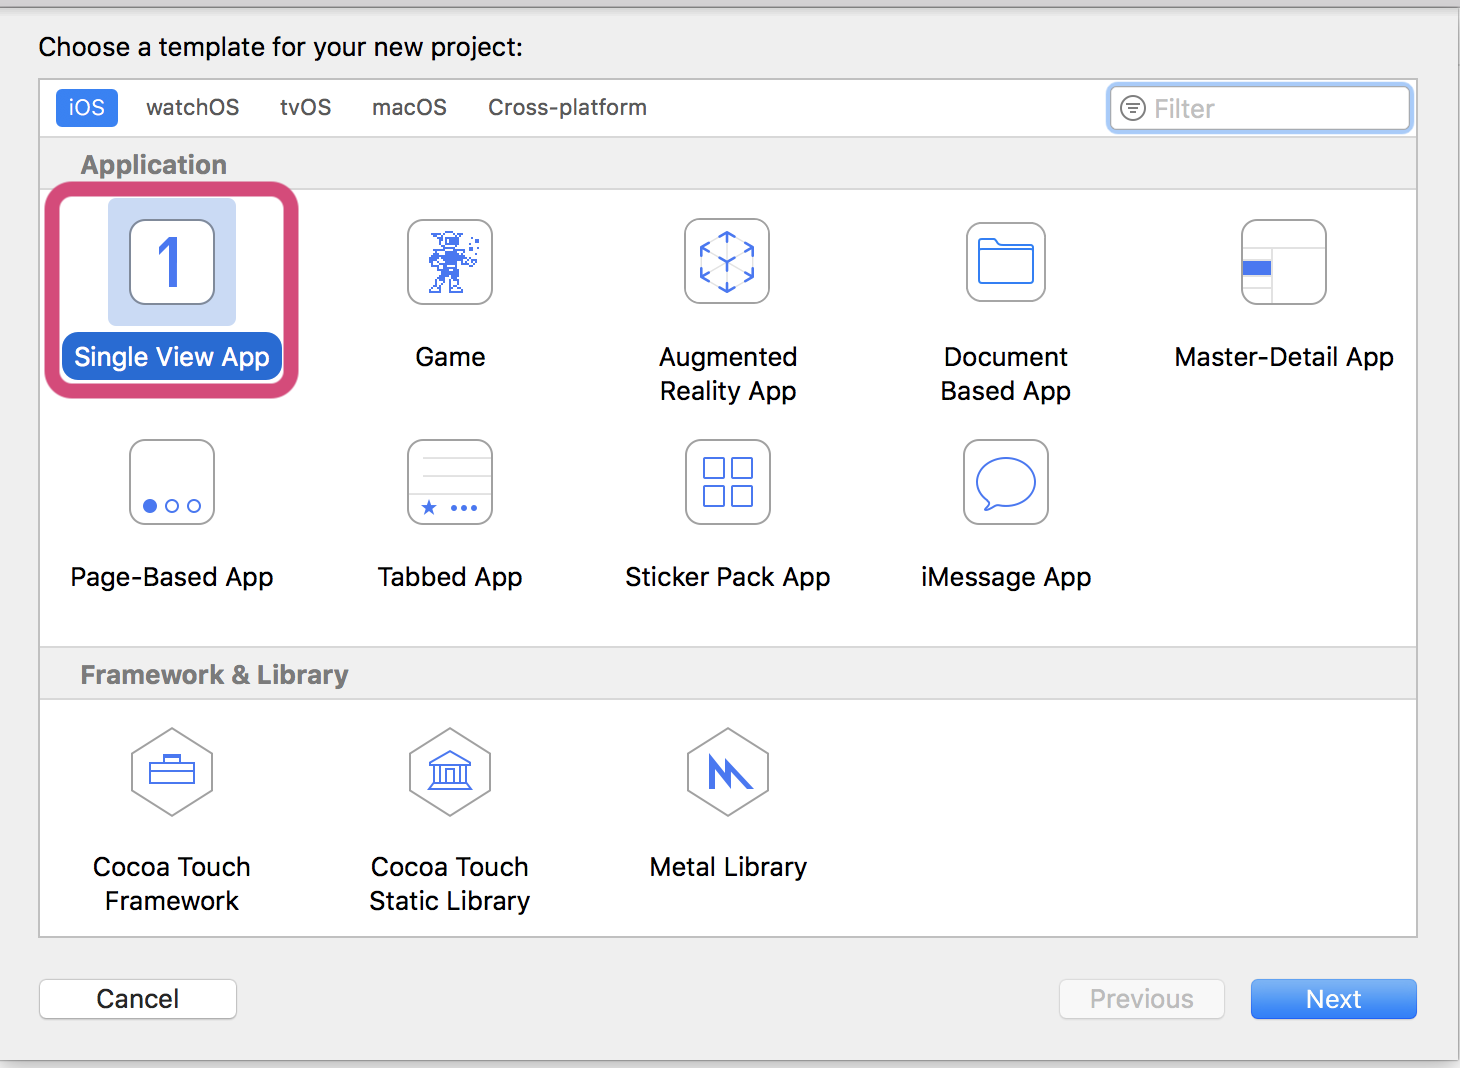 Choose a template for your new project:
iOS watchOS tvOS macOS Cross-platform Filter
Application
1
Single View App Game Augmented Reality App Document Based App Master-Detail App
Page-Based App Tabbed App Sticker Pack App iMessage App
Framework & Library
Cocoa Touch Framework Cocoa Touch Static Library Metal Library
Cancel Previous Next